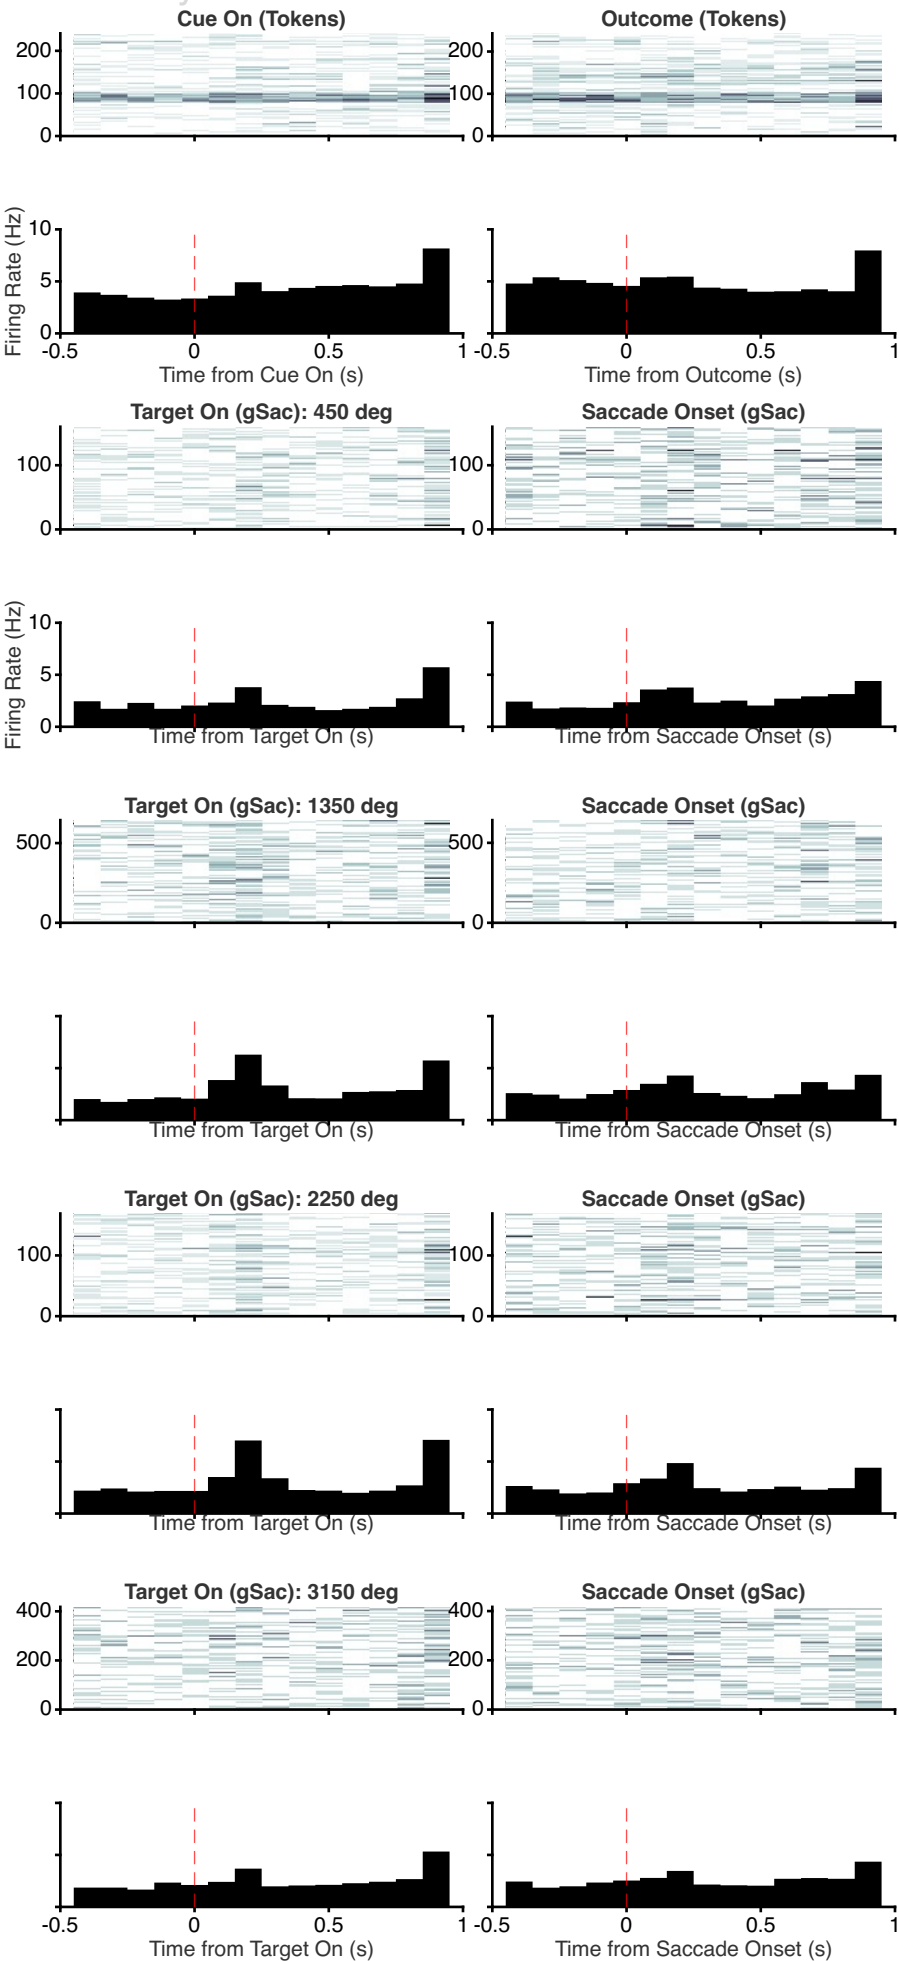 Cue On (Tokens) Outcome (Tokens)
200 200
100 100
0 0
Firing Rate (Hz)
10
5
0
-0.5 0 0.5 1 -0.5 0 0.5 1
Time from Cue On (s) Time from Outcome (s)
Target On (gSac): 450 deg Saccade Onset (gSac)
100 100
0 0
Firing Rate (Hz)
10
5
0
Time from Target On (s) Time from Saccade Onset (s)
Target On (gSac): 1350 deg Saccade Onset (gSac)
500 500
0 0
Time from Target On (s) Time from Saccade Onset (s)
Target On (gSac): 2250 deg Saccade Onset (gSac)
100 100
0 0
Time from Target On (s) Time from Saccade Onset (s)
Target On (gSac): 3150 deg Saccade Onset (gSac)
400 400
200 200
0 0
-0.5 0 0.5 1 -0.5 0 0.5 1
Time from Target On (s) Time from Saccade Onset (s)